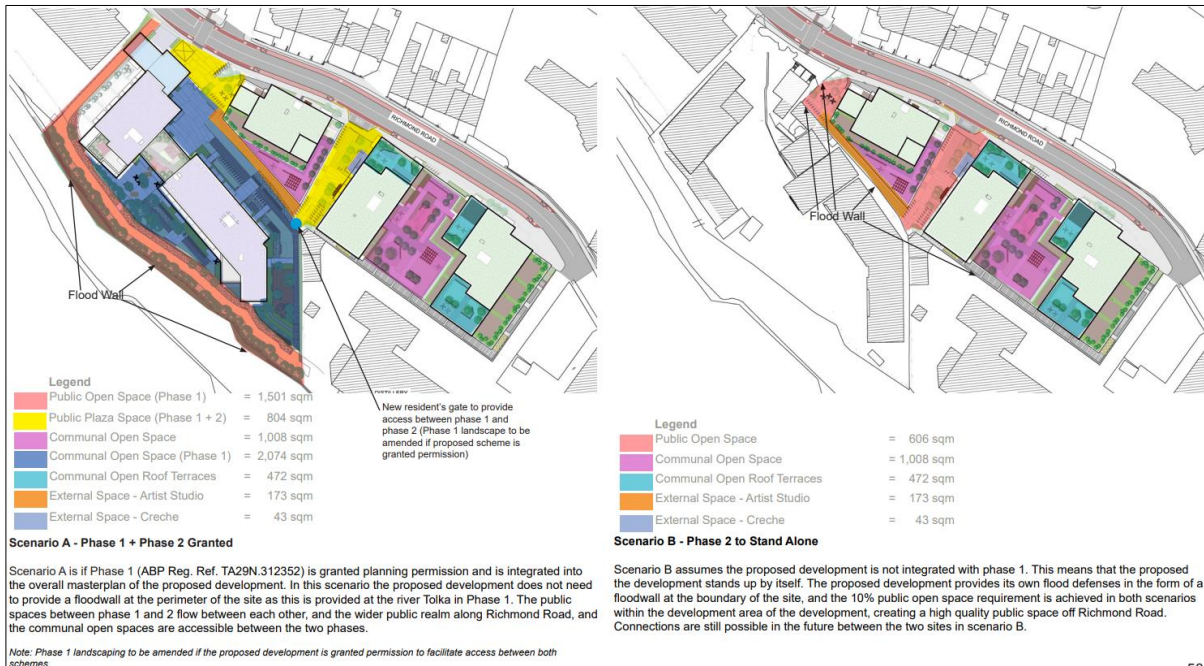 RICHMOND ROAD
Flood Wall
Legend
Public Open Space (Phase 1) = 1,501 sqm
Public Plaza Space (Phase 1 + 2) = 804 sqm
Communal Open Space = 1,008 sqm
Communal Open Space (Phase 1) = 2,074 sqm
Communal Open Roof Terraces = 472 sqm
External Space - Artist Studio = 173 sqm
External Space - Creche = 43 sqm
New resident's gate to provide
access between phase 1 and
phase 2 (Phase 1 landscape to be
amended if proposed scheme is
granted permission)
Scenario A - Phase 1 + Phase 2 Granted
Scenario A is if Phase 1 (ABP Reg. Ref. TA29N.312352) is granted planning permission and is integrated into
the overall masterplan of the proposed development. In this scenario the proposed development does not need
to provide a floodwall at the perimeter of the site as this is provided at the river Tolka in Phase 1. The public
spaces between phase 1 and 2 flow between each other, and the wider public realm along Richmond Road, and
the communal open spaces are accessible between the two phases.
Note: Phase 1 landscaping to be amended if the proposed development is granted permission to facilitate access between both
schemes
RICHMOND ROAD
Flood Wall
Legend
Public Open Space = 606 sqm
Communal Open Space = 1,008 sqm
Communal Open Roof Terraces = 472 sqm
External Space - Artist Studio = 173 sqm
External Space - Creche = 43 sqm
Scenario B - Phase 2 to Stand Alone
Scenario B assumes the proposed development is not integrated with phase 1. This means that the proposed
the development stands up by itself. The proposed development provides its own flood defenses in the form of a
floodwall at the boundary of the site, and the 10% public open space requirement is achieved in both scenarios
within the development area of the development, creating a high quality public space off Richmond Road.
Connections are still possible in the future between the two sites in scenario B.